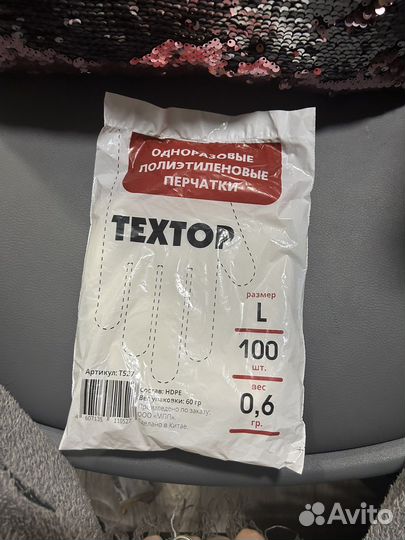 ОДНОРАЗОВЫЕ
ПОЛИЭТИЛЕНОВЫЕ
ПЕРЧАТКИ
TEXTOP
размер
L
100
шт.
вес
0,6
гр.
Артикул: T527
Состав: HDPE
Вес упаковки: 60 гр
Произведено по заказу:
ООО «МПП».
Сделано в Китае.
Avito